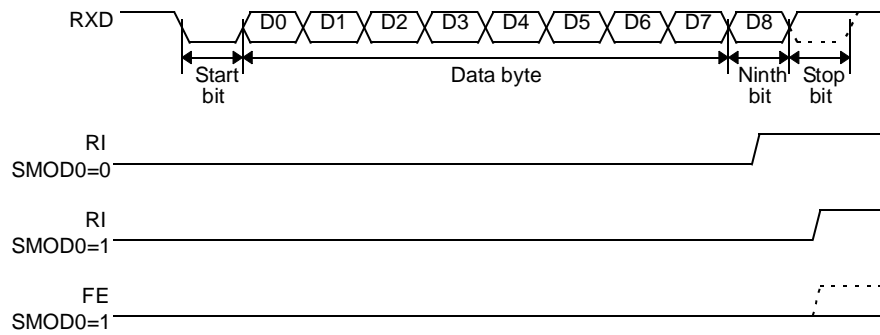 RXD D0 D1 D2 D3 D4 D5 D6 D7 D8
Start bit Data byte Ninth bit Stop bit
RI
SMOD0=0
RI
SMOD0=1
FE
SMOD0=1